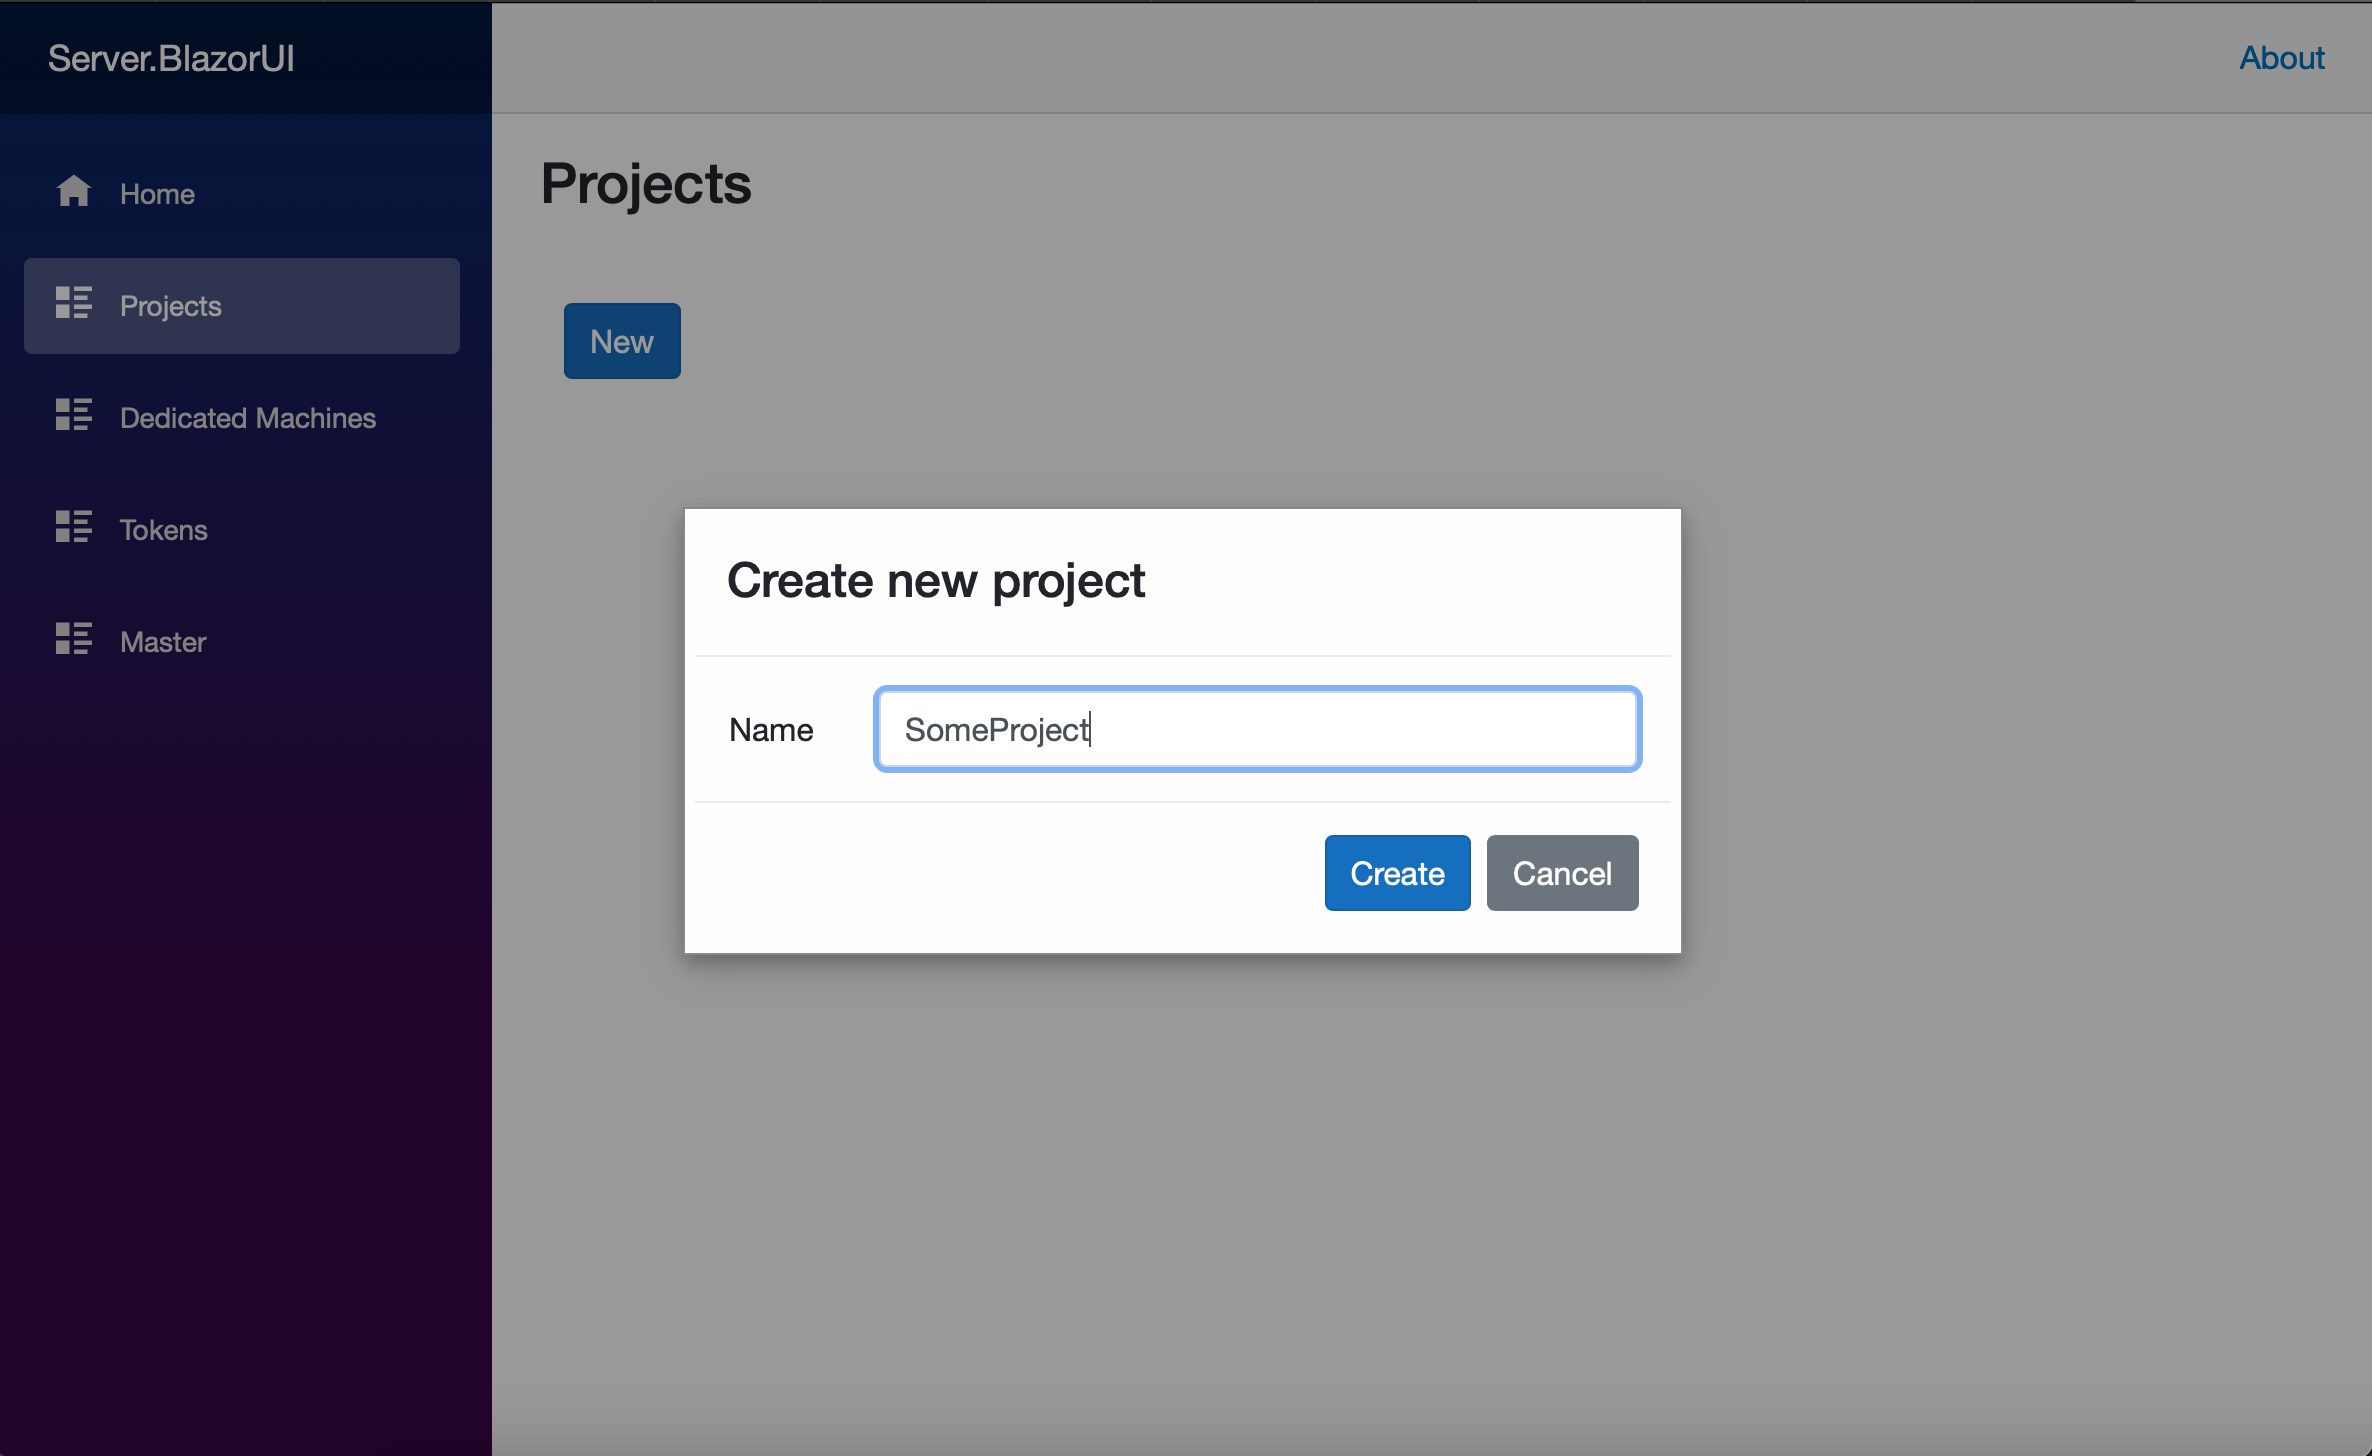 Server.BlazorUI
About
Home
Projects
Dedicated Machines
Tokens
Master
Projects
New
Create new project
Name
SomeProject
Create
Cancel